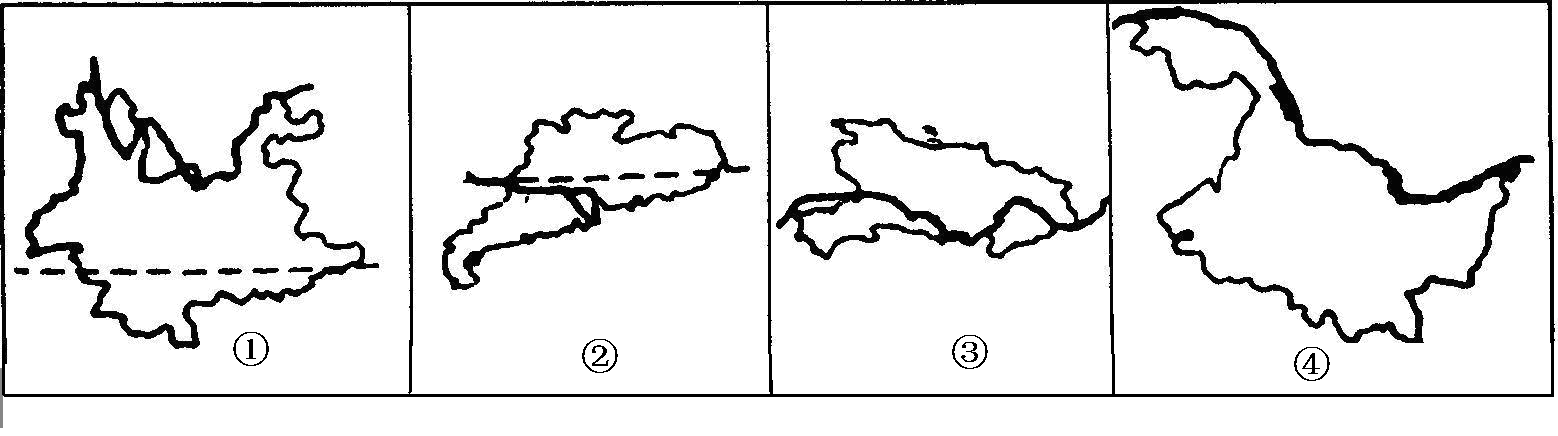 ①
②
③
④